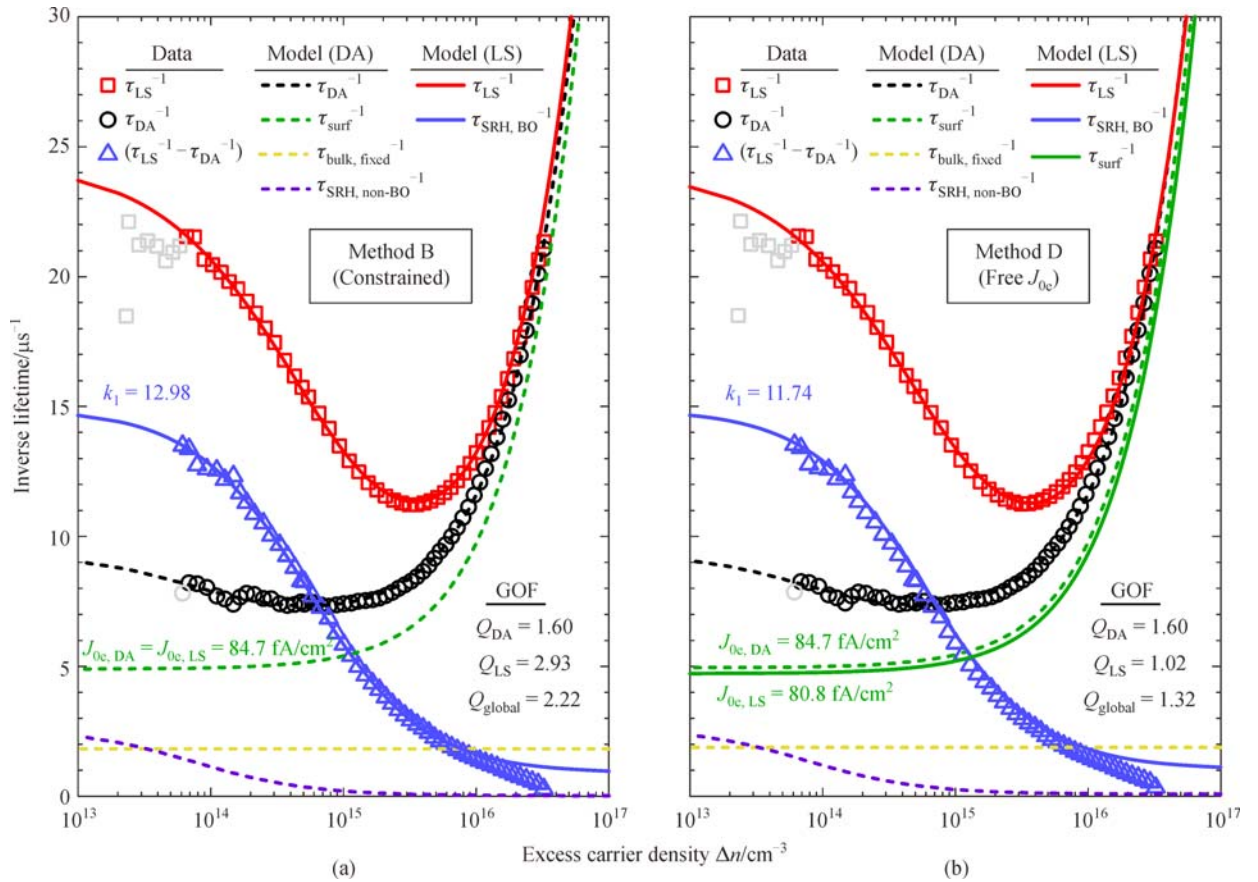 Data Model (DA) Model (LS)
τLS⁻¹ τDA⁻¹ τLS⁻¹
τDA⁻¹ τsurf⁻¹ τSRH, BO⁻¹
(τLS⁻¹ − τDA⁻¹) τbulk, fixed⁻¹
τSRH, non-BO⁻¹
Method B
(Constrained)
k₁ = 12.98
J0e, DA = J0e, LS = 84.7 fA/cm²
GOF
QDA = 1.60
QLS = 2.93
Qglobal = 2.22
30
25
20
15
10
5
0
Inverse lifetime/μs⁻¹
10¹³ 10¹⁴ 10¹⁵ 10¹⁶ 10¹⁷
(a)
Data Model (DA) Model (LS)
τLS⁻¹ τDA⁻¹ τLS⁻¹
τDA⁻¹ τsurf⁻¹ τSRH, BO⁻¹
(τLS⁻¹ − τDA⁻¹) τbulk, fixed⁻¹ τsurf⁻¹
τSRH, non-BO⁻¹
Method D
(Free J0e)
k₁ = 11.74
J0e, DA = 84.7 fA/cm²
J0e, LS = 80.8 fA/cm²
GOF
QDA = 1.60
QLS = 1.02
Qglobal = 1.32
10¹³ 10¹⁴ 10¹⁵ 10¹⁶ 10¹⁷
(b)
Excess carrier density Δn/cm⁻³